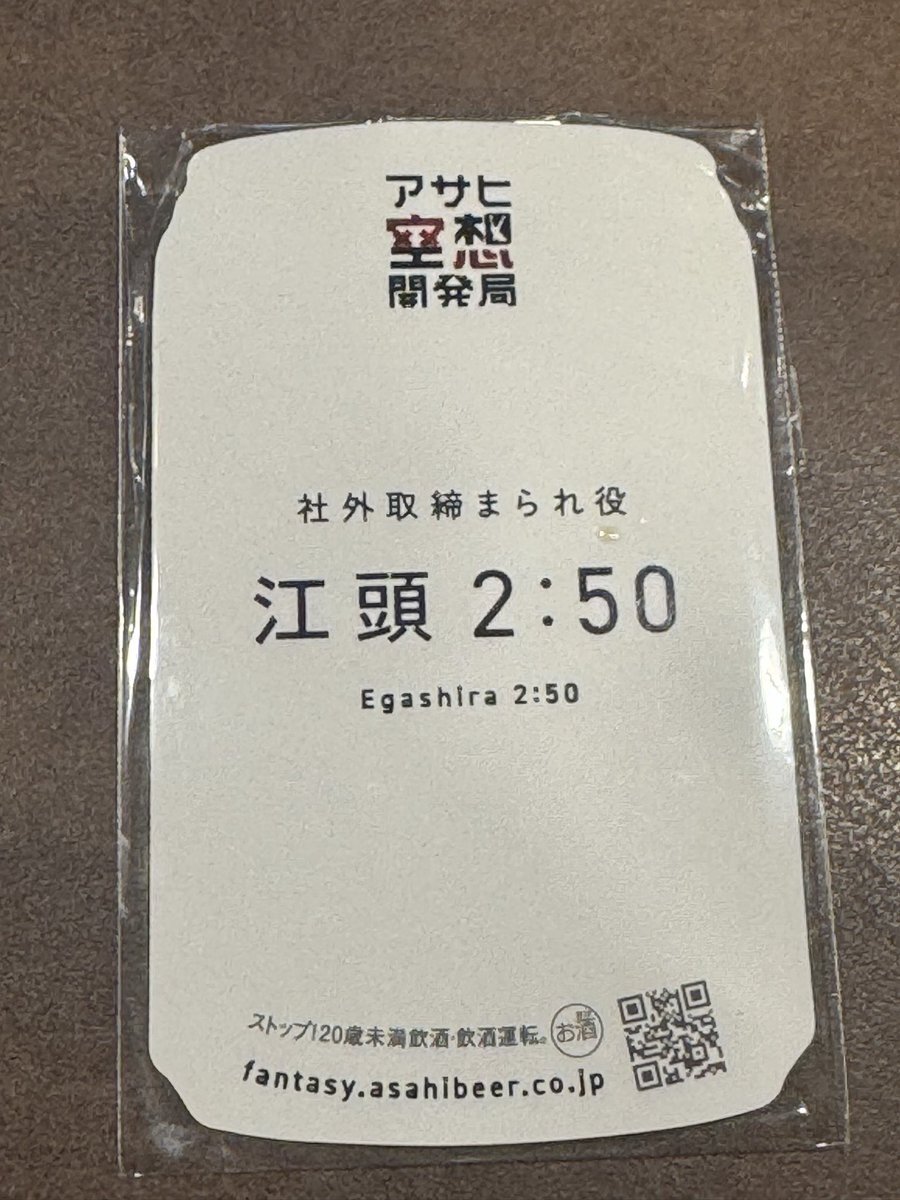 アサヒ
空想
開発局
社外取締まられ役
江頭 2:50
Egashira 2:50
ストップ!20歳未満飲酒・飲酒運転。
お酒
fantasy.asahibeer.co.jp